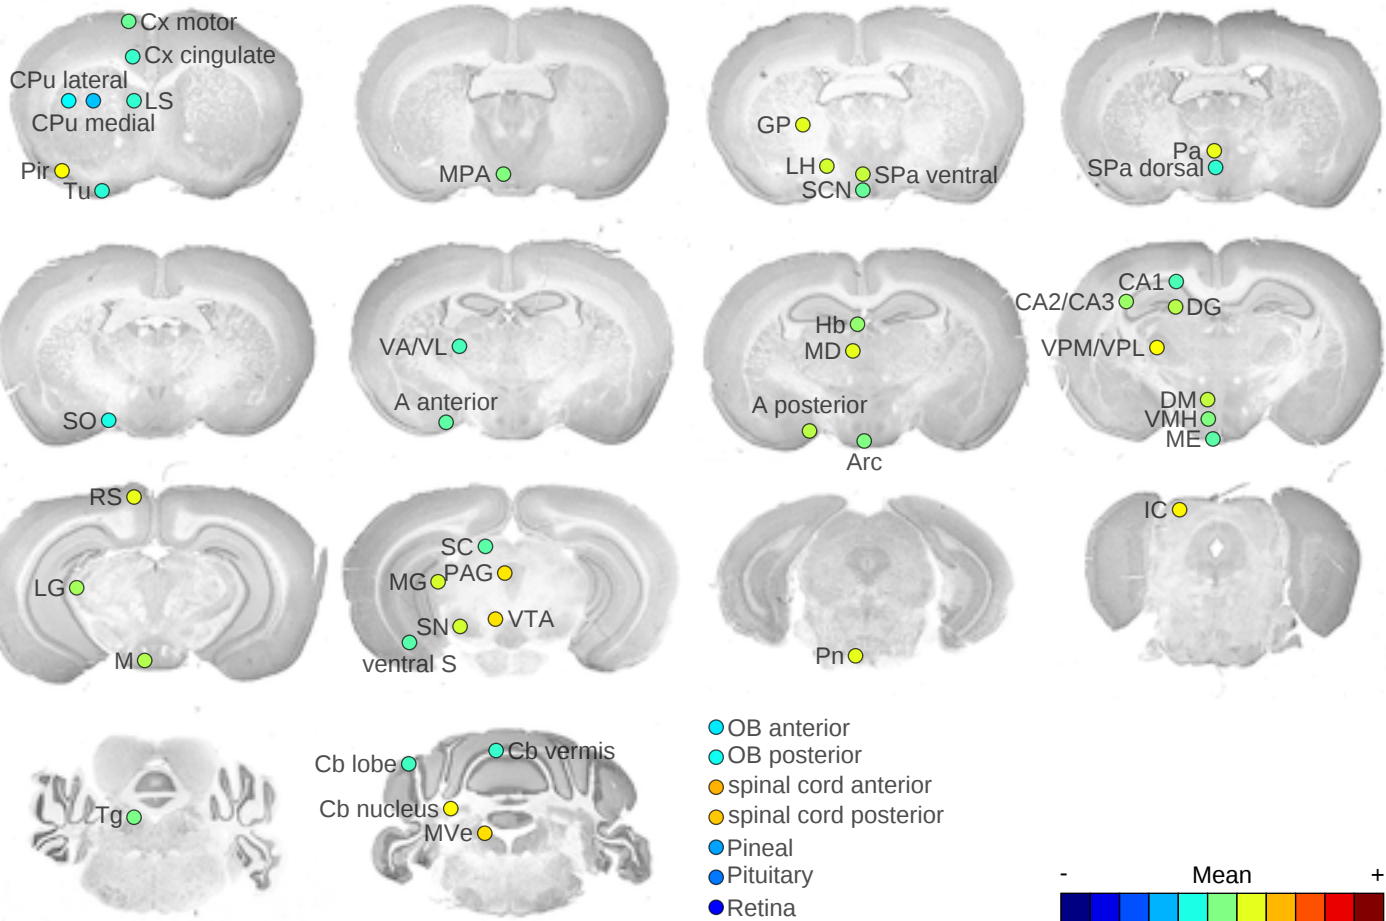 Cx motor
Cx cingulate
CPu lateral
LS
CPu medial
Pir
Tu
MPA
GP
LH
SPa ventral
SCN
Pa
SPa dorsal
SO
VA/VL
A anterior
Hb
MD
A posterior
Arc
CA1
CA2/CA3
DG
VPM/VPL
DM
VMH
ME
RS
LG
M
SC
MG
PAG
SN
VTA
ventral S
Pn
IC
Tg
Cb lobe
Cb vermis
Cb nucleus
MVe
OB anterior
OB posterior
spinal cord anterior
spinal cord posterior
Pineal
Pituitary
Retina
- Mean +